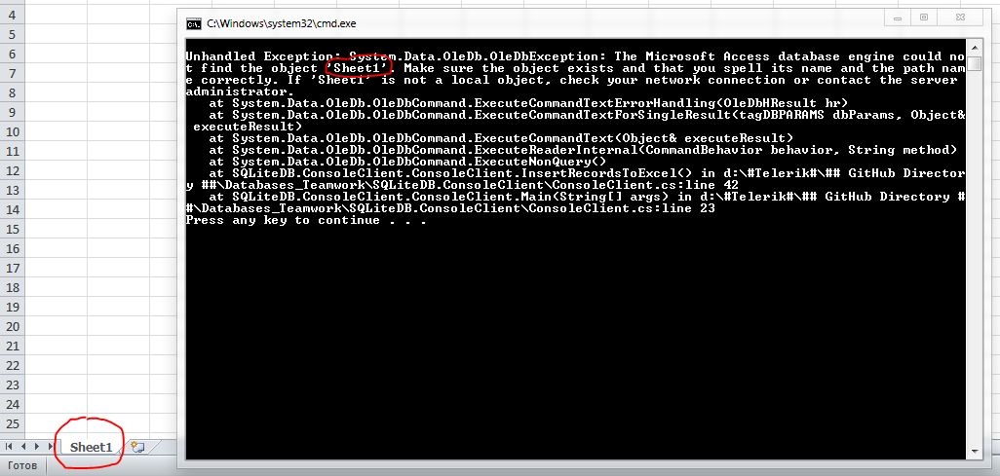 C:\Windows\system32\cmd.exe
Unhandled Exception: System.Data.OleDb.OleDbException: The Microsoft Access database engine could no
t find the object 'Sheet1'. Make sure the object exists and that you spell its name and the path nam
e correctly. If 'Sheet1' is not a local object, check your network connection or contact the server
administrator.
at System.Data.OleDb.OleDbCommand.ExecuteCommandTextErrorHandling(OleDbHResult hr)
at System.Data.OleDb.OleDbCommand.ExecuteCommandTextForSingleResult(tagDBPARAMS dbParams, Object&
executeResult)
at System.Data.OleDb.OleDbCommand.ExecuteCommandText(Object& executeResult)
at System.Data.OleDb.OleDbCommand.ExecuteReaderInternal(CommandBehavior behavior, String method)
at System.Data.OleDb.OleDbCommand.ExecuteNonQuery()
at SQLiteDB.ConsoleClient.ConsoleClient.InsertRecordsToExcel() in d:\#Telerik#\## GitHub Director
y ##\Databases_Teamwork\SQLiteDB.ConsoleClient\ConsoleClient.cs:line 42
at SQLiteDB.ConsoleClient.ConsoleClient.Main(String[] args) in d:\#Telerik#\## GitHub Directory #
#\Databases_Teamwork\SQLiteDB.ConsoleClient\ConsoleClient.cs:line 23
Press any key to continue . . .
4
5
6
7
8
9
10
11
12
13
14
15
16
17
18
19
20
21
22
23
24
25
Sheet1
Готов